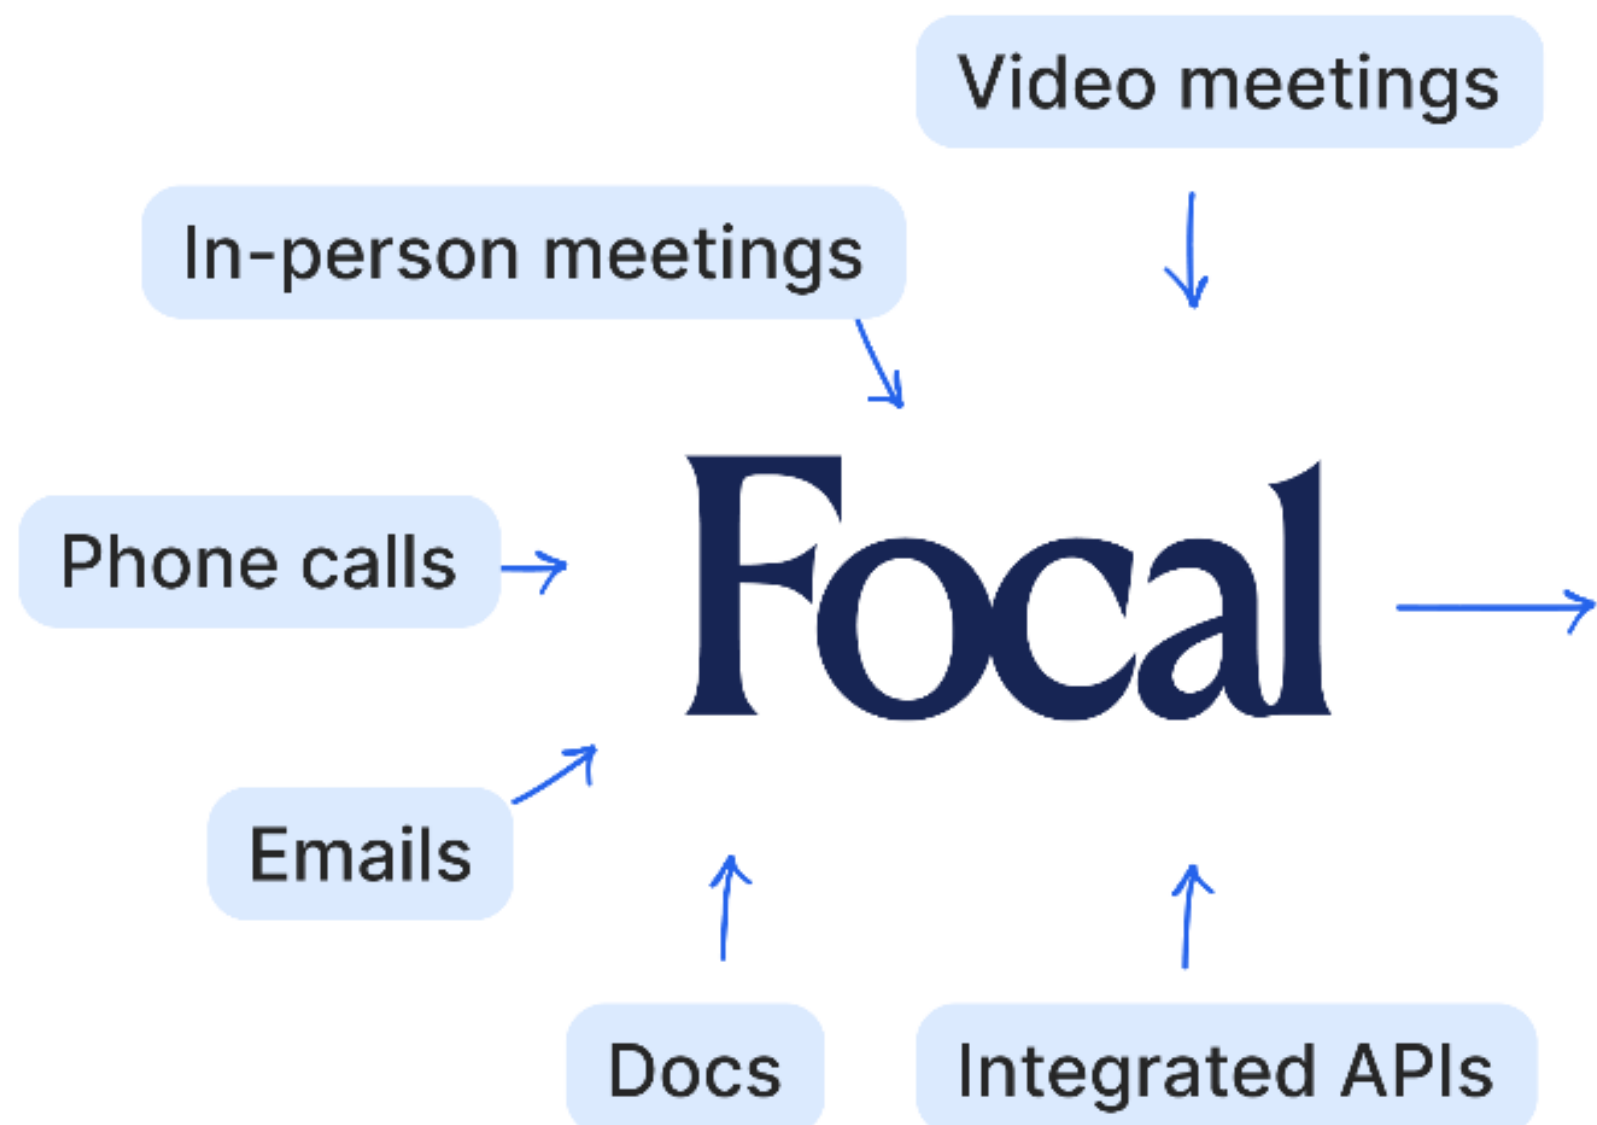 Video meetings
In-person meetings
Focal
Phone calls
Emails
Docs
Integrated APIs